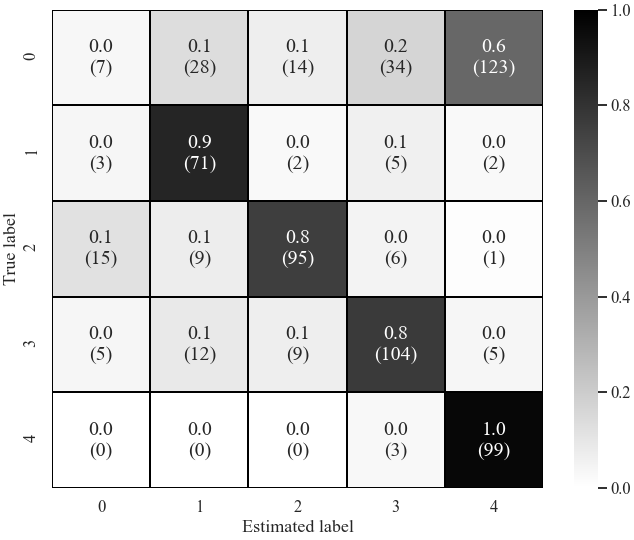 0.0 0.1 0.1 0.2 0.6
(7) (28) (14) (34) (123)
0.0 0.9 0.0 0.1 0.0
(3) (71) (2) (5) (2)
0.1 0.1 0.8 0.0 0.0
(15) (9) (95) (6) (1)
0.0 0.1 0.1 0.8 0.0
(5) (12) (9) (104) (5)
0.0 0.0 0.0 0.0 1.0
(0) (0) (0) (3) (99)
0
1
2
3
4
True label
0 1 2 3 4
Estimated label
1.0
0.8
0.6
0.4
0.2
0.0